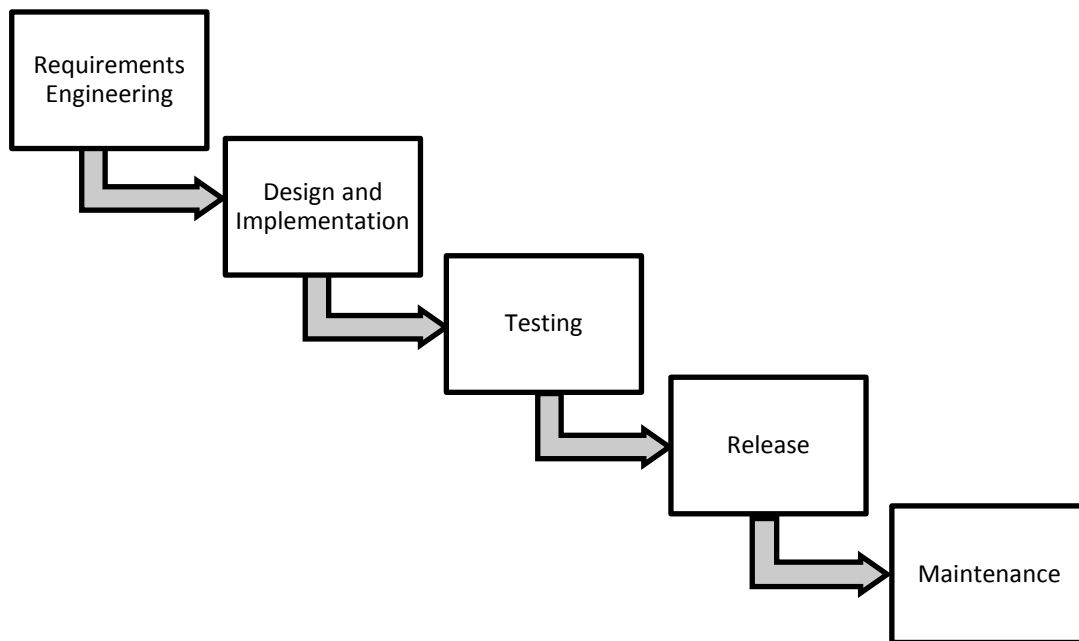 Requirements
Engineering
Design and
Implementation
Testing
Release
Maintenance